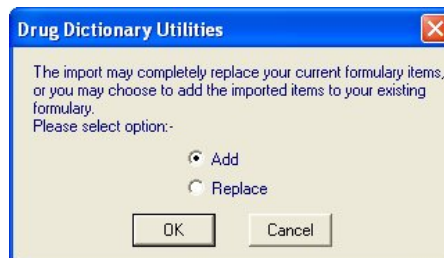 Drug Dictionary Utilities
The import may completely replace your current formulary items,
or you may choose to add the imported items to your existing
formulary.
Please select option:-
Add
Replace
OK Cancel